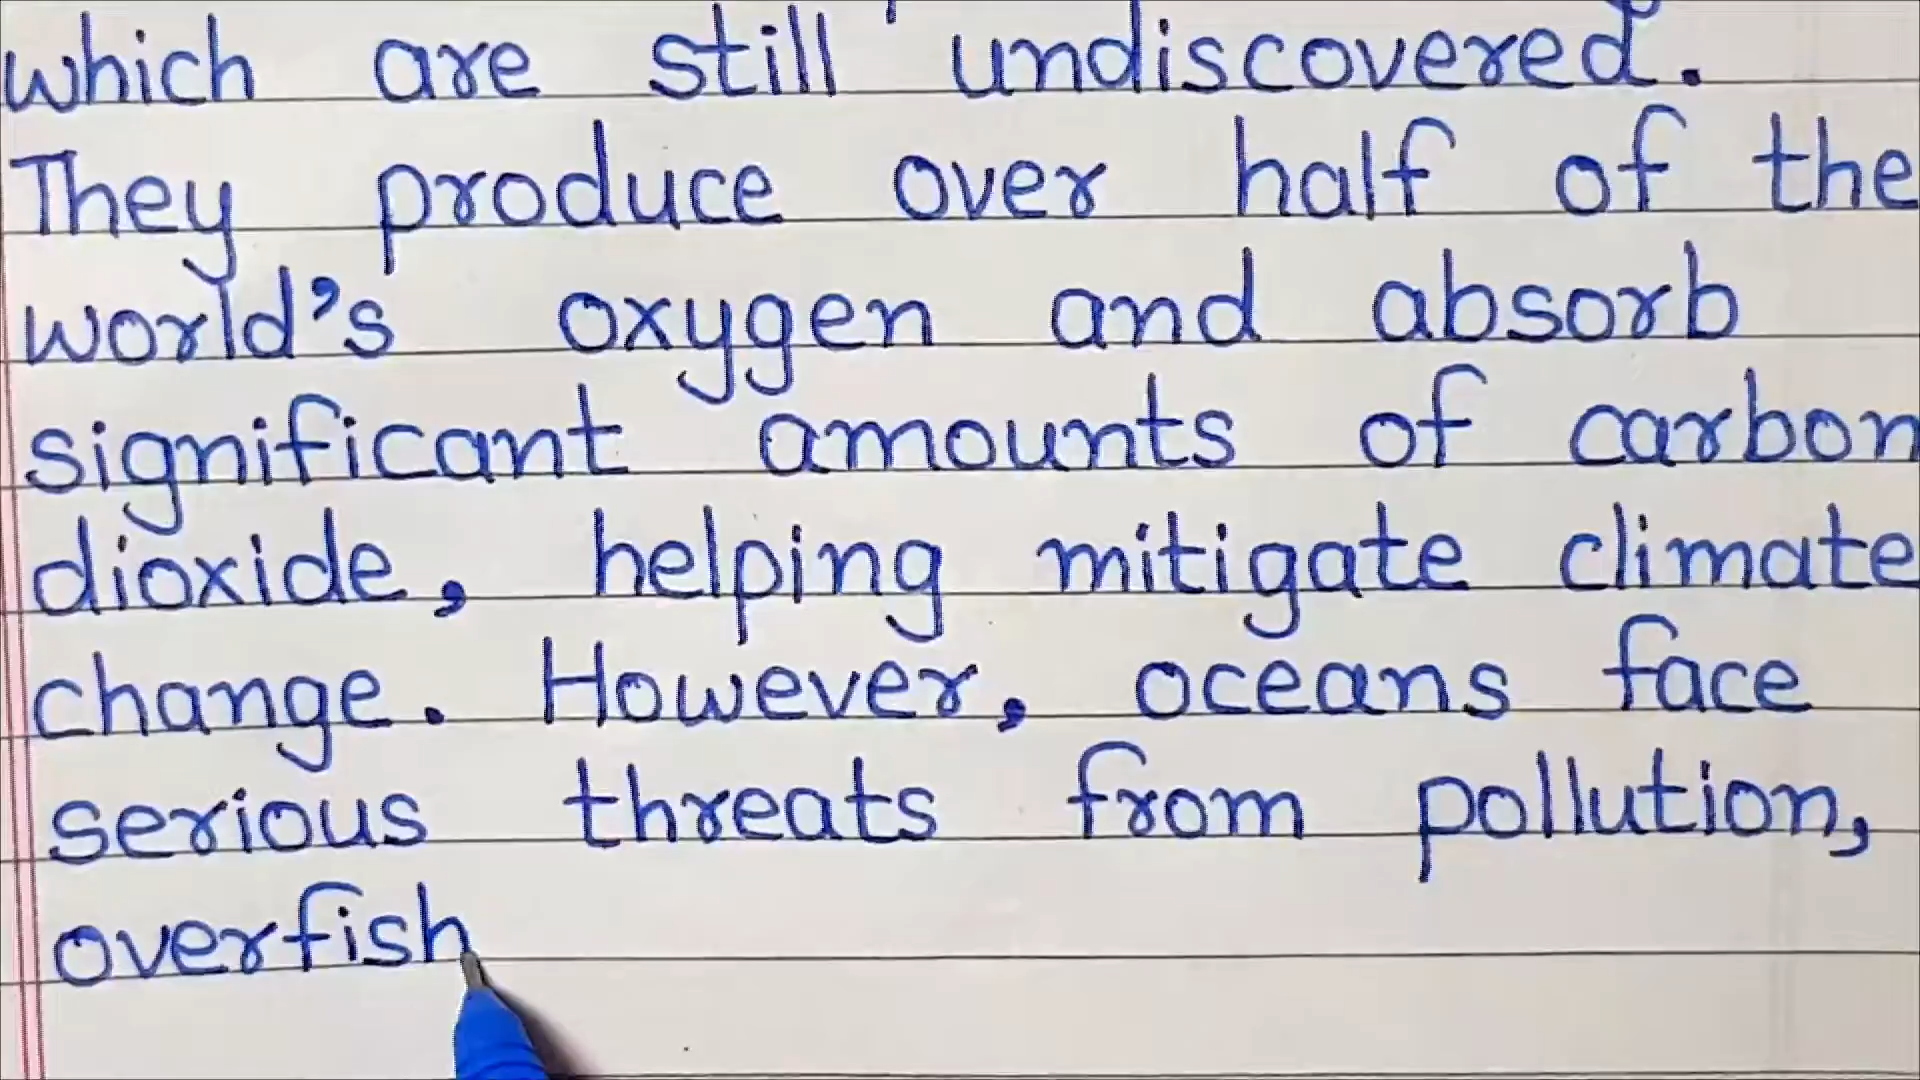 which are still undiscovered.
They produce over half of the
world's oxygen and absorb
significant amounts of carbon
dioxide, helping mitigate climate
change. However, oceans face
serious threats from pollution,
overfish